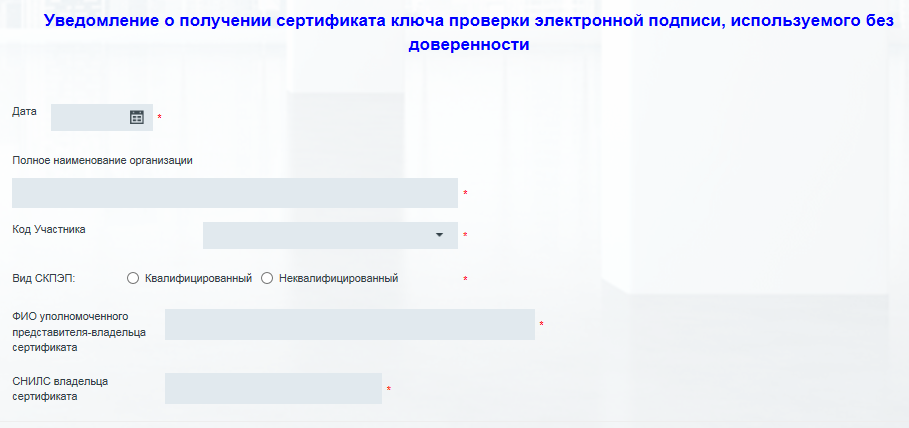 Уведомление о получении сертификата ключа проверки электронной подписи, используемого без
доверенности
Дата *
Полное наименование организации
*
Код Участника *
Вид СКПЭП: Квалифицированный Неквалифицированный *
ФИО уполномоченного
представителя-владельца *
сертификата
СНИЛС владельца
сертификата *